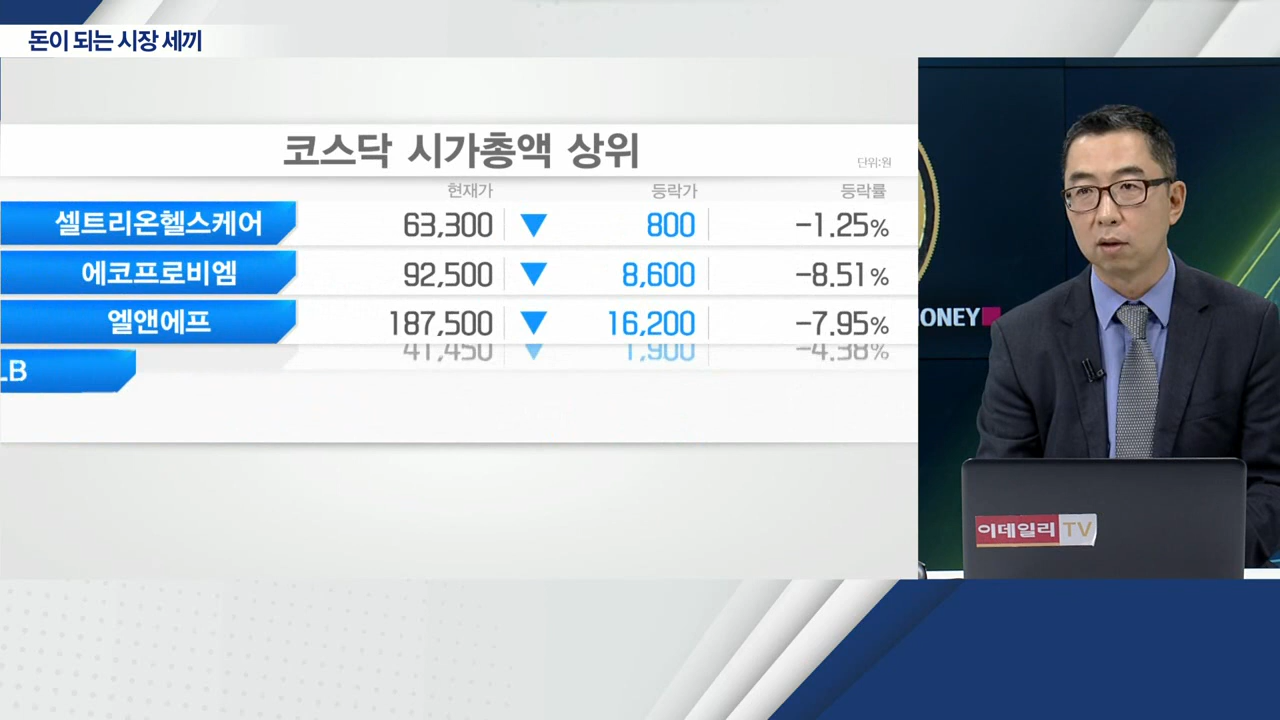 돈이 되는 시장 세끼
코스닥 시가총액 상위
단위:원
현재가 등락가 등락률
셀트리온헬스케어 63,300 ▼ 800 -1.25%
에코프로비엠 92,500 ▼ 8,600 -8.51%
엘앤에프 187,500 ▼ 16,200 -7.95%
LB 41,450 ▼ 1,900 -4.38%
ONEY
이데일리 TV